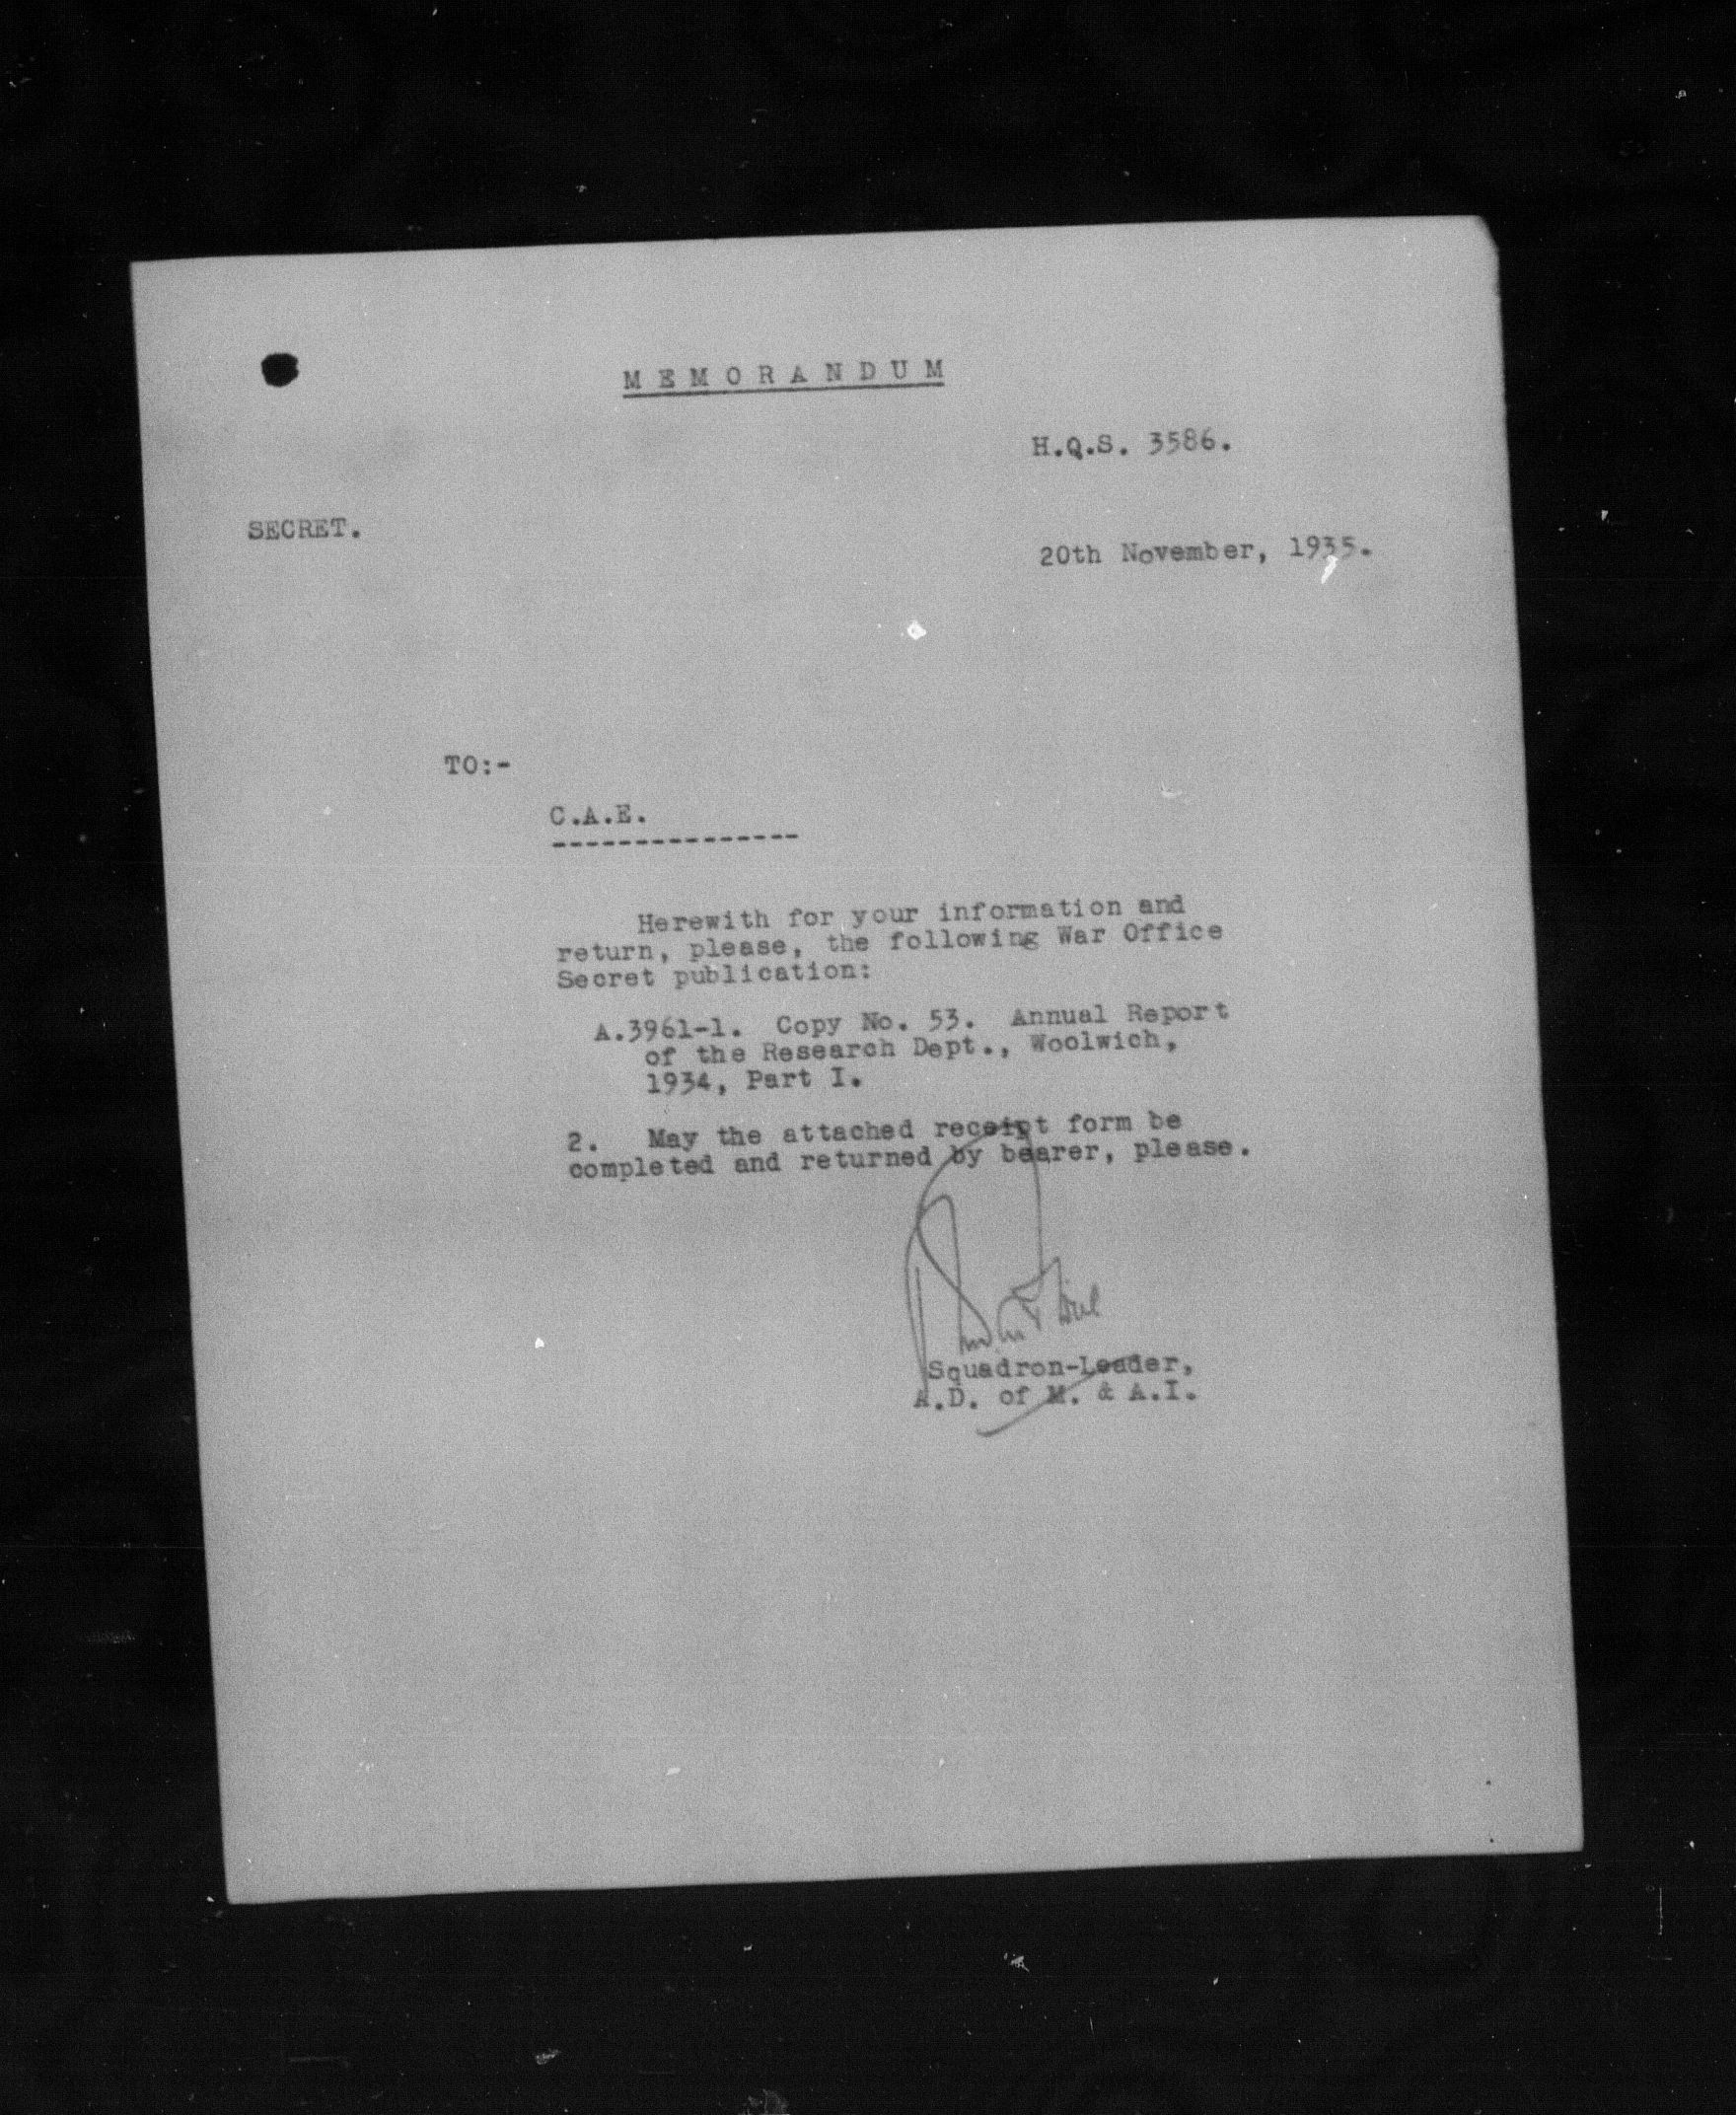 M E M O R A N D U M
H.Q.S. 3586.
SECRET.
20th November, 1935.
TO:-
C.A.E.
---------------
Herewith for your information and
return, please, the following War Office
Secret publication:
A.3961-1. Copy No. 53. Annual Report
of the Research Dept., Woolwich,
1934, Part I.
2. May the attached receipt form be
completed and returned by bearer, please.
Squadron-Leader,
A.D. of M. & A.I.